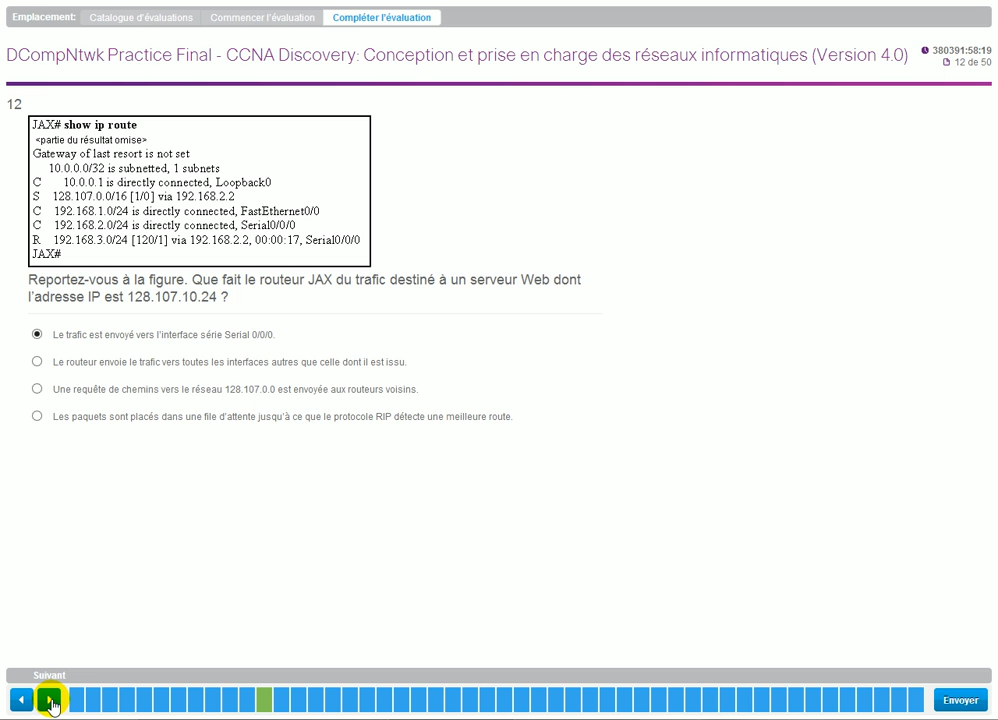 Emplacement: Catalogue d'évaluations Commencer l'évaluation Compléter l'évaluation
DCompNtwk Practice Final - CCNA Discovery: Conception et prise en charge des réseaux informatiques (Version 4.0)
380391:58:19
12 de 50
12
JAX# show ip route
<partie du résultat omise>
Gateway of last resort is not set
10.0.0.0/32 is subnetted, 1 subnets
C 10.0.0.1 is directly connected, Loopback0
S 128.107.0.0/16 [1/0] via 192.168.2.2
C 192.168.1.0/24 is directly connected, FastEthernet0/0
C 192.168.2.0/24 is directly connected, Serial0/0/0
R 192.168.3.0/24 [120/1] via 192.168.2.2, 00:00:17, Serial0/0/0
JAX#
Reportez-vous à la figure. Que fait le routeur JAX du trafic destiné à un serveur Web dont
l'adresse IP est 128.107.10.24 ?
Le trafic est envoyé vers l'interface série Serial 0/0/0.
Le routeur envoie le trafic vers toutes les interfaces autres que celle dont il est issu.
Une requête de chemins vers le réseau 128.107.0.0 est envoyée aux routeurs voisins.
Les paquets sont placés dans une file d'attente jusqu'à ce que le protocole RIP détecte une meilleure route.
Suivant
Envoyer